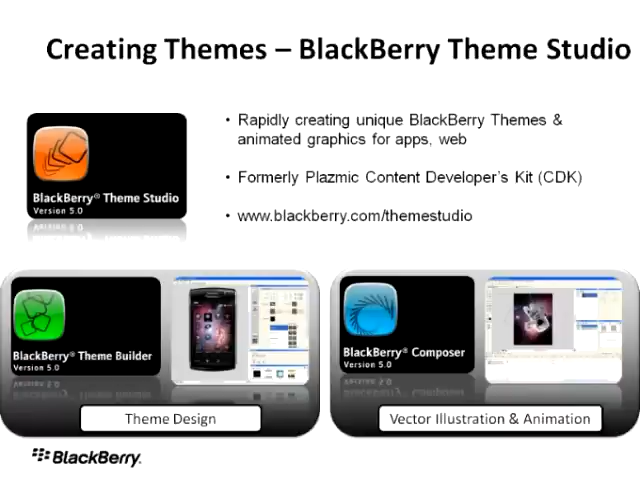 Creating Themes – BlackBerry Theme Studio
• Rapidly creating unique BlackBerry Themes &
animated graphics for apps, web
• Formerly Plazmic Content Developer's Kit (CDK)
• www.blackberry.com/themestudio
BlackBerry® Theme Studio
Version 5.0
BlackBerry® Theme Builder
Version 5.0
Theme Design
BlackBerry® Composer
Version 5.0
Vector Illustration & Animation
BlackBerry.